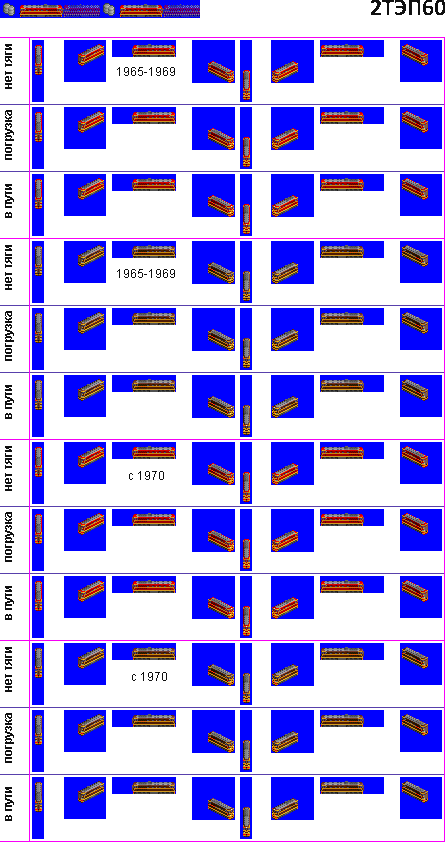 2ТЭП60
нет тяги
1965-1969
погрузка
в пути
нет тяги
1965-1969
погрузка
в пути
нет тяги
с 1970
погрузка
в пути
нет тяги
с 1970
погрузка
в пути